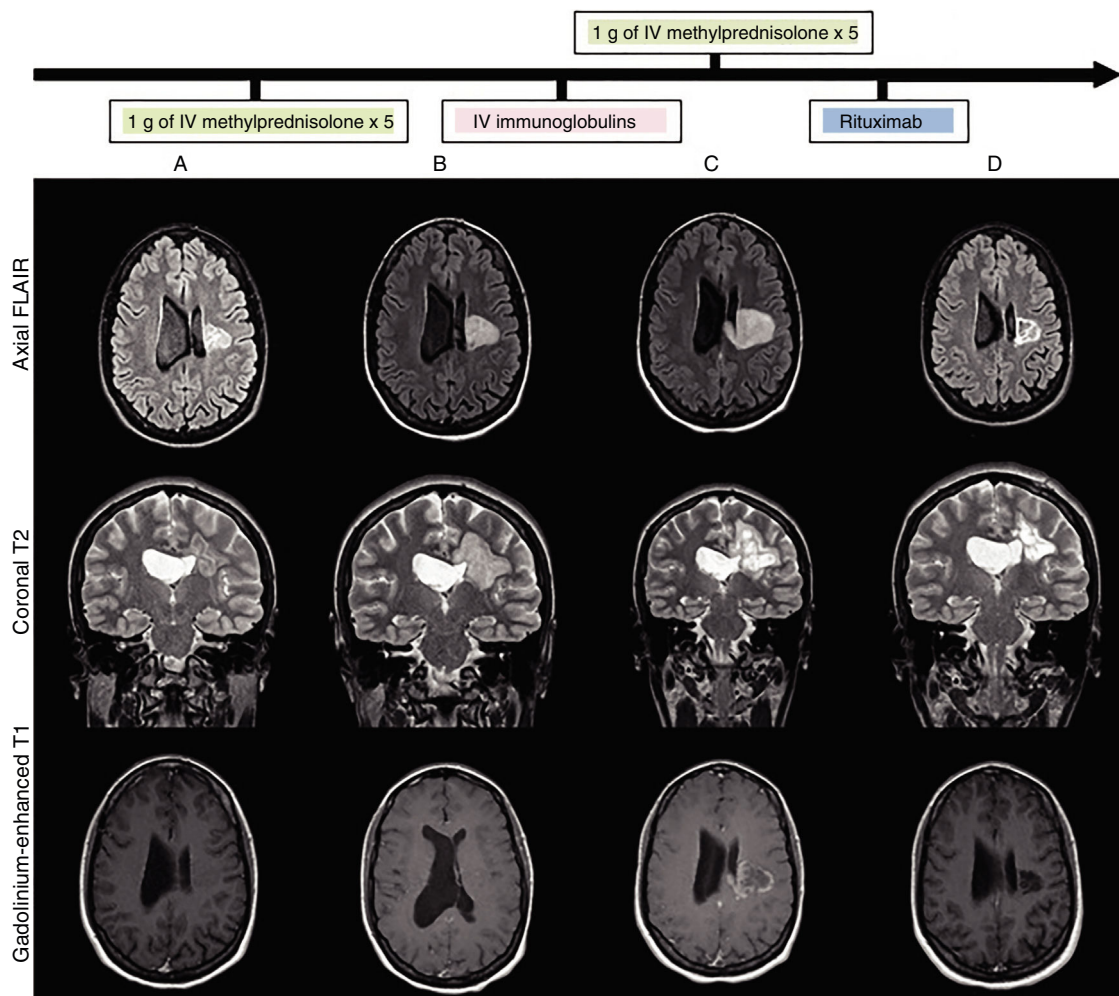 1 g of IV methylprednisolone x 5
1 g of IV methylprednisolone x 5
IV immunoglobulins
Rituximab
A
B
C
D
Axial FLAIR
Coronal T2
Gadolinium-enhanced T1